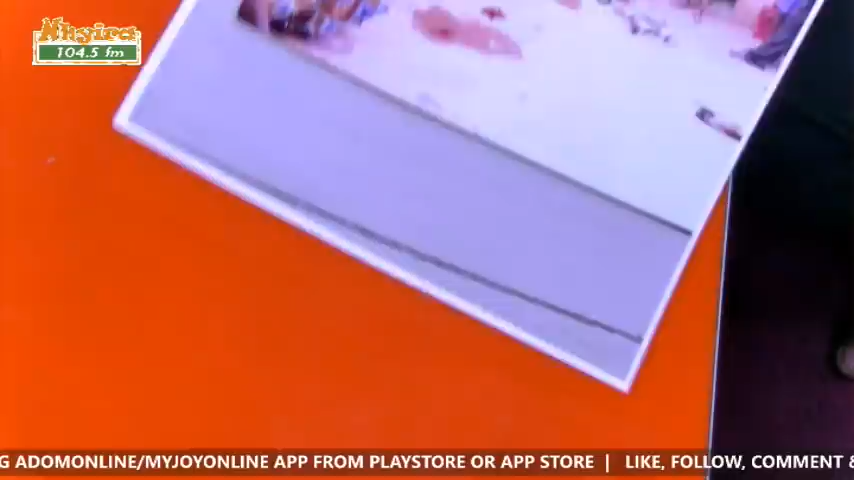 Nhyira
104.5 fm
G ADOMONLINE/MYJOYONLINE APP FROM PLAYSTORE OR APP STORE | LIKE, FOLLOW, COMMENT &